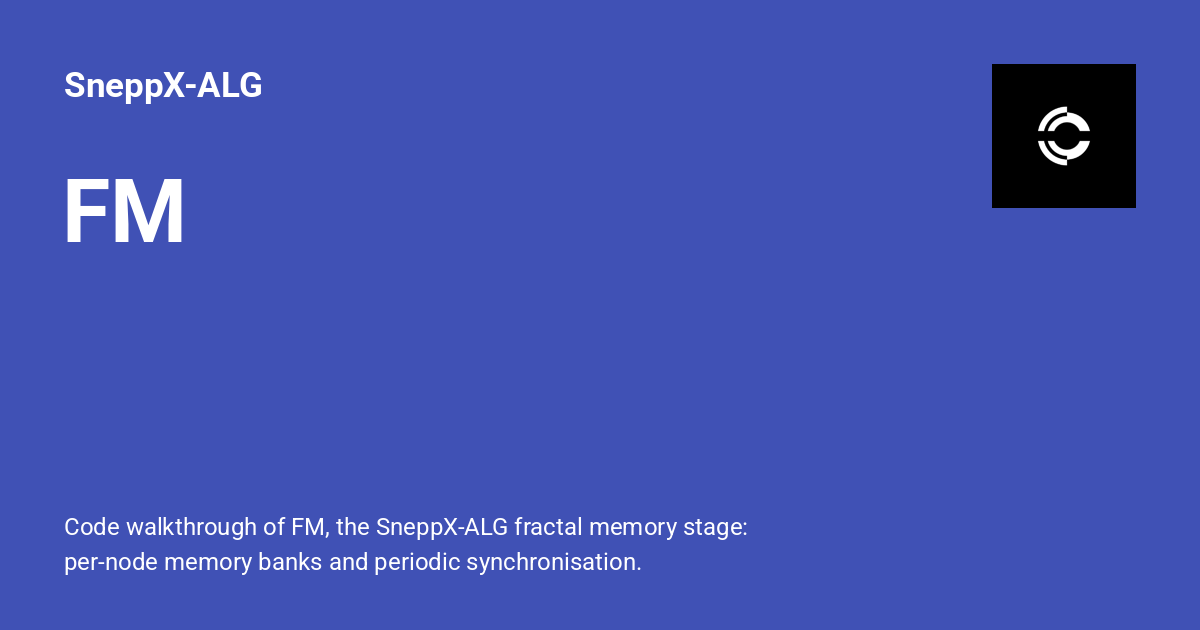 SneppX-ALG
FM
Code walkthrough of FM, the SneppX-ALG fractal memory stage:
per-node memory banks and periodic synchronisation.